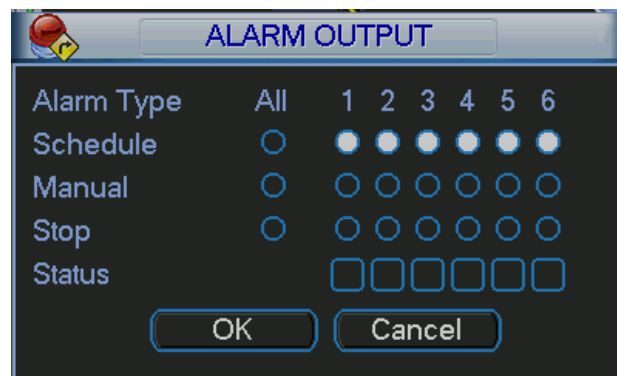 ALARM OUTPUT
Alarm Type All 1 2 3 4 5 6
Schedule
Manual
Stop
Status
OK Cancel